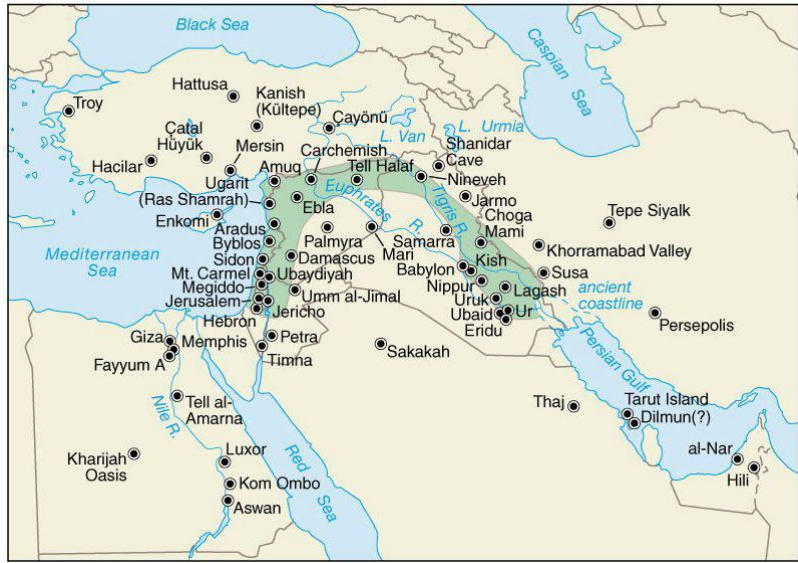 Black Sea
Caspian Sea
Hattusa
Kanish
(Kültepe)
Troy
Çayönü
L. Van
L. Urmia
Çatal
Hüyük
Mersin
Carchemish
Shanidar
Cave
Hacilar
Amuq
Tell Halaf
Nineveh
Ugarit
(Ras Shamrah)
Euphrates
R.
Tigris R.
Jarmo
Ebla
Choga
Mami
Enkomi
Tepe Siyalk
Aradus
Palmyra
Samarra
Mediterranean
Sea
Byblos
Damascus
Mari
Khorramabad Valley
Sidon
Babylon
Kish
Mt. Carmel
Ubaydiyah
Susa
Megiddo
Nippur
Lagash
ancient
coastline
Jerusalem
Umm al-Jimal
Uruk
Hebron
Jericho
Ubaid
Ur
Eridu
Persepolis
Giza
Memphis
Petra
Fayyum A
Timna
Sakakah
Persian Gulf
Nile R.
Tell al-
Amarna
Thaj
Tarut Island
Dilmun(?)
Red
Sea
Kharijah
Oasis
Luxor
al-Nar
Kom Ombo
Hili
Aswan